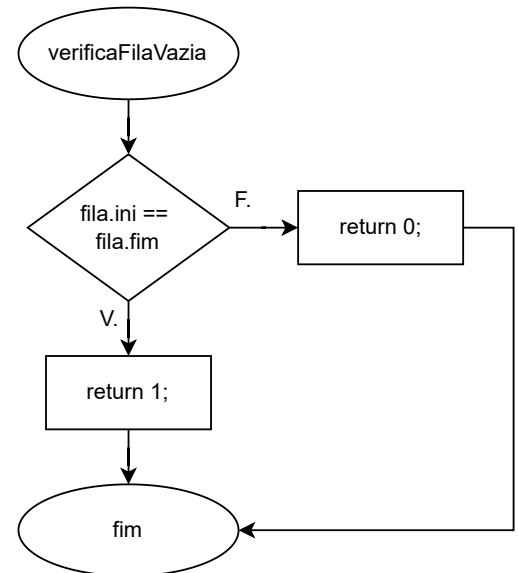 verificaFilaVazia
fila.ini ==
fila.fim
F.
return 0;
V.
return 1;
fim